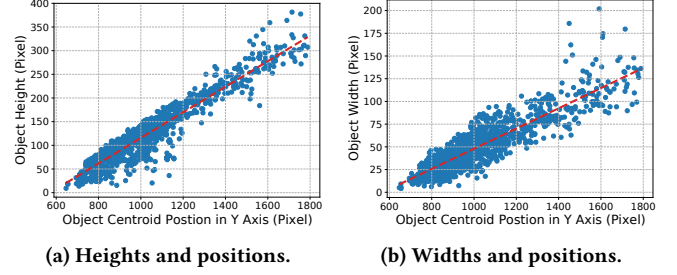 400
350
300
250
200
150
100
50
0
Object Height (Pixel)
600 800 1000 1200 1400 1600 1800
Object Centroid Postion in Y Axis (Pixel)
(a) Heights and positions.
200
175
150
125
100
75
50
25
0
Object Width (Pixel)
600 800 1000 1200 1400 1600 1800
Object Centroid Postion in Y Axis (Pixel)
(b) Widths and positions.